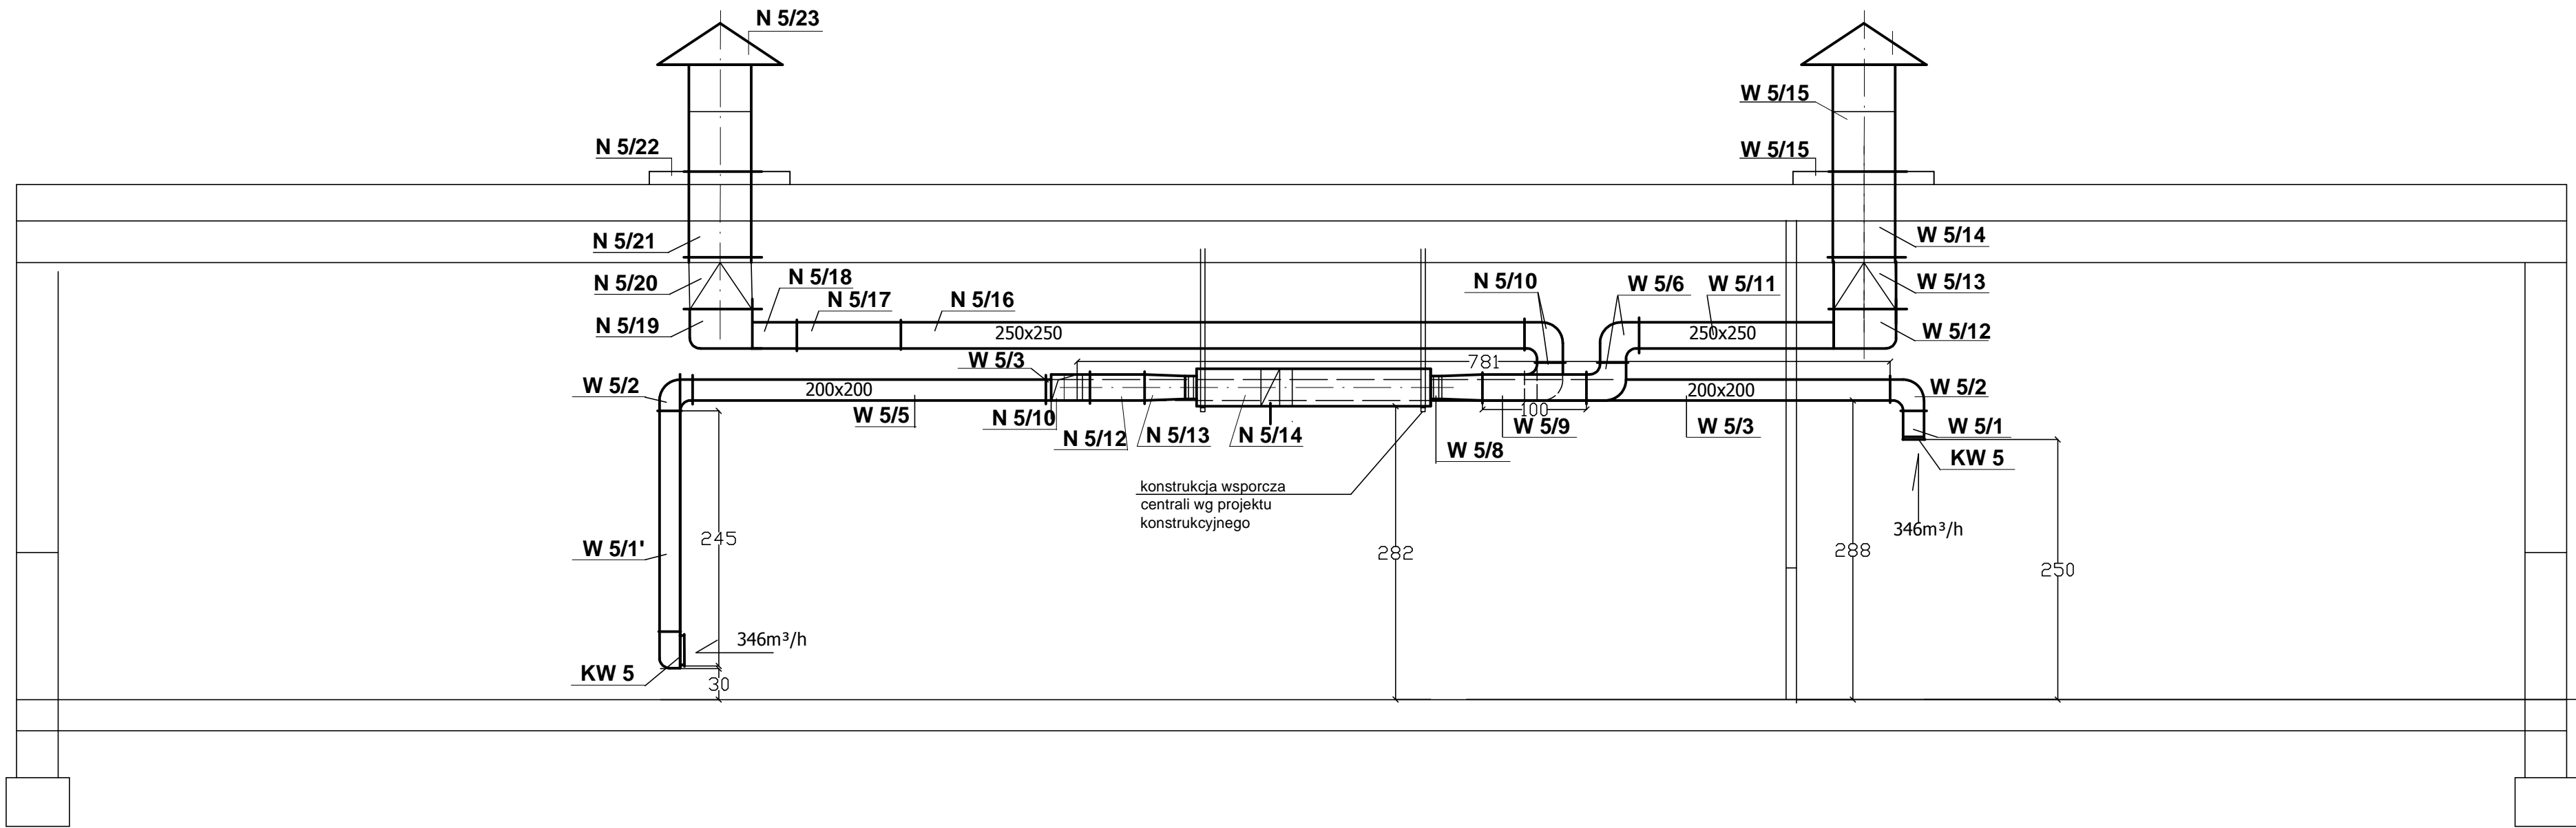 N 5/23
W 5/15
N 5/22
W 5/15
N 5/21
W 5/14
N 5/20
N 5/18
N 5/17
N 5/16
N 5/10
W 5/6
W 5/11
W 5/13
N 5/19
250x250
250x250
W 5/12
W 5/3
781
W 5/2
200x200
200x200
W 5/2
W 5/5
N 5/10
N 5/12
N 5/13
N 5/14
100
W 5/9
W 5/8
W 5/3
W 5/1
KW 5
konstrukcja wsporcza
centrali wg projektu
konstrukcyjnego
346m³/h
W 5/1'
245
282
288
250
346m³/h
KW 5
30